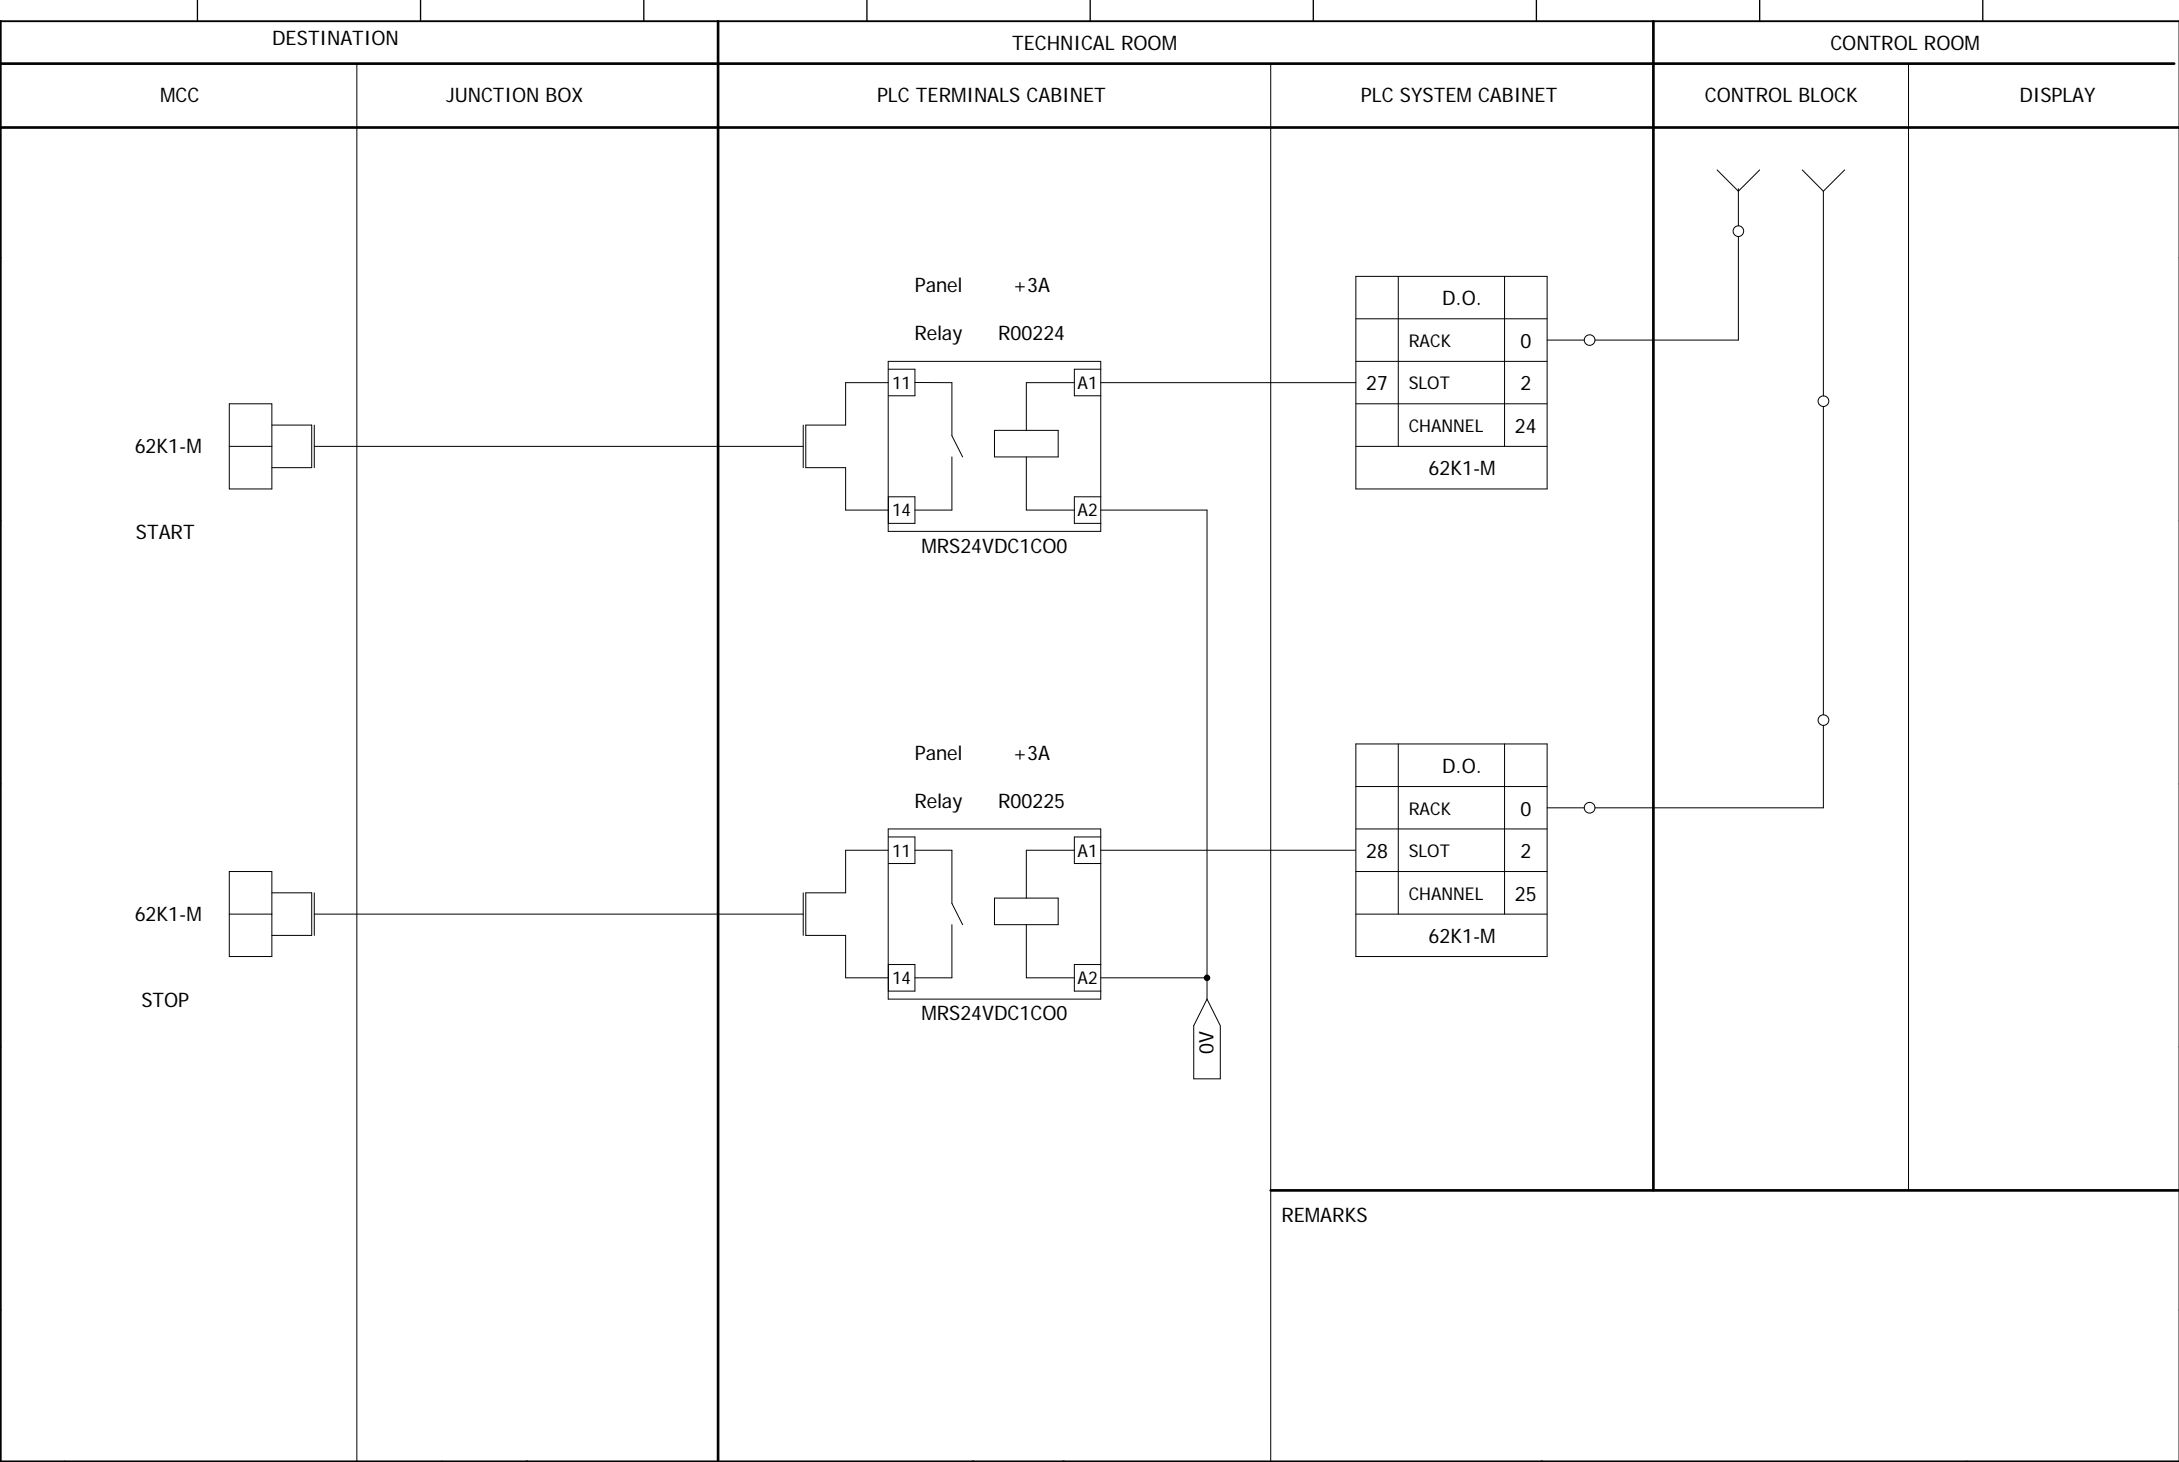 DESTINATION
TECHNICAL ROOM
CONTROL ROOM
MCC
JUNCTION BOX
PLC TERMINALS CABINET
PLC SYSTEM CABINET
CONTROL BLOCK
DISPLAY
Panel +3A
Relay R00224
11
A1
14
A2
MRS24VDC1CO0
62K1-M
START
D.O.
RACK 0
27 SLOT 2
CHANNEL 24
62K1-M
Panel +3A
Relay R00225
11
A1
14
A2
MRS24VDC1CO0
62K1-M
STOP
0V
D.O.
RACK 0
28 SLOT 2
CHANNEL 25
62K1-M
REMARKS